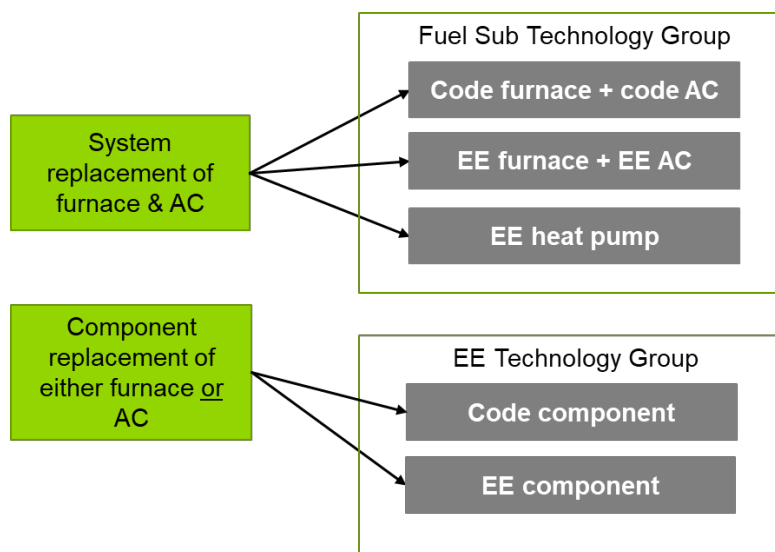 Fuel Sub Technology Group
System
replacement of
furnace & AC
Code furnace + code AC
EE furnace + EE AC
EE heat pump
Component
replacement of
either furnace or
AC
EE Technology Group
Code component
EE component